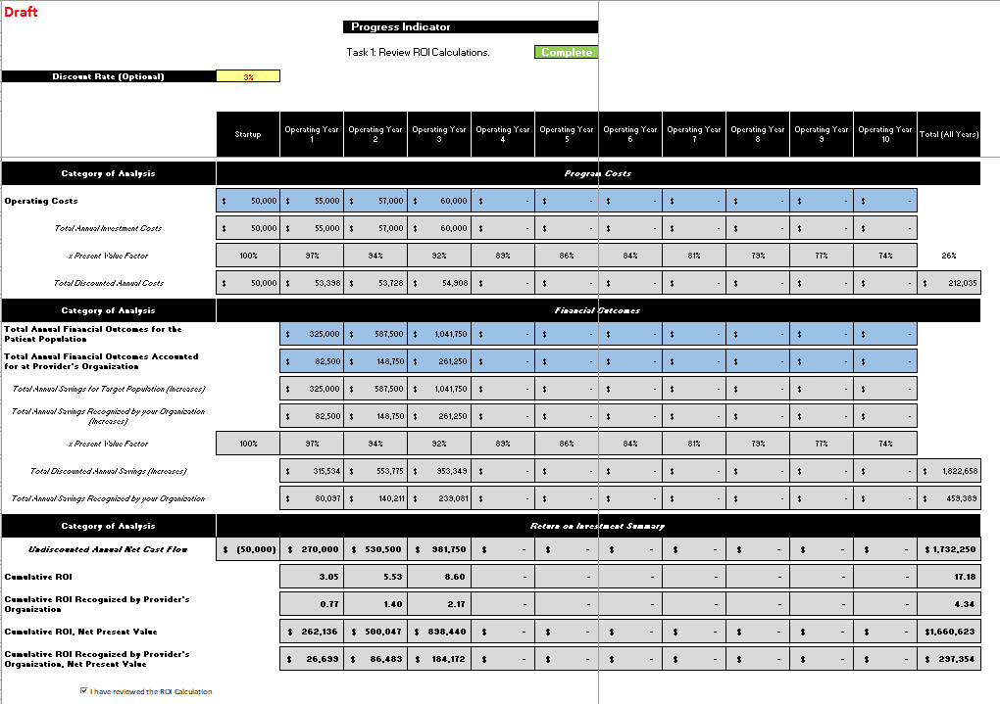 Draft
Progress Indicator
Task 1: Review ROI Calculations. Complete
Discount Rate (Optional) 3%
Startup Operating Year 1 Operating Year 2 Operating Year 3 Operating Year 4 Operating Year 5 Operating Year 6 Operating Year 7 Operating Year 8 Operating Year 9 Operating Year 10 Total (All Years)
Category of Analysis Program Costs
Operating Costs $ 50,000 $ 55,000 $ 57,000 $ 60,000 $ - $ - $ - $ - $ - $ - $ -
Total Annual Investment Costs $ 50,000 $ 55,000 $ 57,000 $ 60,000 $ - $ - $ - $ - $ - $ - $ -
x Present Value Factor 100% 97% 94% 92% 89% 86% 84% 81% 79% 77% 74% 26%
Total Discounted Annual Costs $ 50,000 $ 53,398 $ 53,728 $ 54,908 $ - $ - $ - $ - $ - $ - $ - $ 212,035
Category of Analysis Financial Outcomes
Total Annual Financial Outcomes for the
Patient Population $ 325,000 $ 587,500 $ 1,041,750 $ - $ - $ - $ - $ - $ - $ -
Total Annual Financial Outcomes Accounted
for at Provider's Organization $ 82,500 $ 148,750 $ 261,250 $ - $ - $ - $ - $ - $ - $ -
Total Annual Savings for Target Population (Increases) $ 325,000 $ 587,500 $ 1,041,750 $ - $ - $ - $ - $ - $ - $ -
Total Annual Savings Recognized by your Organization
(Increases) $ 82,500 $ 148,750 $ 261,250 $ - $ - $ - $ - $ - $ - $ -
x Present Value Factor 100% 97% 94% 92% 89% 86% 84% 81% 79% 77% 74%
Total Discounted Annual Savings (Increases) $ 315,534 $ 553,775 $ 953,349 $ - $ - $ - $ - $ - $ - $ - $ 1,822,658
Total Annual Savings Recognized by your Organization $ 80,097 $ 140,211 $ 239,081 $ - $ - $ - $ - $ - $ - $ - $ 459,389
Category of Analysis Return on Investment Summary
Undiscounted Annual Net Cast Flow $ (50,000) $ 270,000 $ 530,500 $ 981,750 $ - $ - $ - $ - $ - $ - $ - $ 1,732,250
Cumulative ROI 3.05 5.53 8.60 - - - - - - - 17.18
Cumulative ROI Recognized by Provider's
Organization 0.77 1.40 2.17 - - - - - - - 4.34
Cumulative ROI, Net Present Value $ 262,136 $ 500,047 $ 898,440 $ - $ - $ - $ - $ - $ - $ - $1,660,623
Cumulative ROI Recognized by Provider's
Organization, Net Present Value $ 26,699 $ 86,483 $ 184,172 $ - $ - $ - $ - $ - $ - $ - $ 297,354
I have reviewed the ROI Calculation